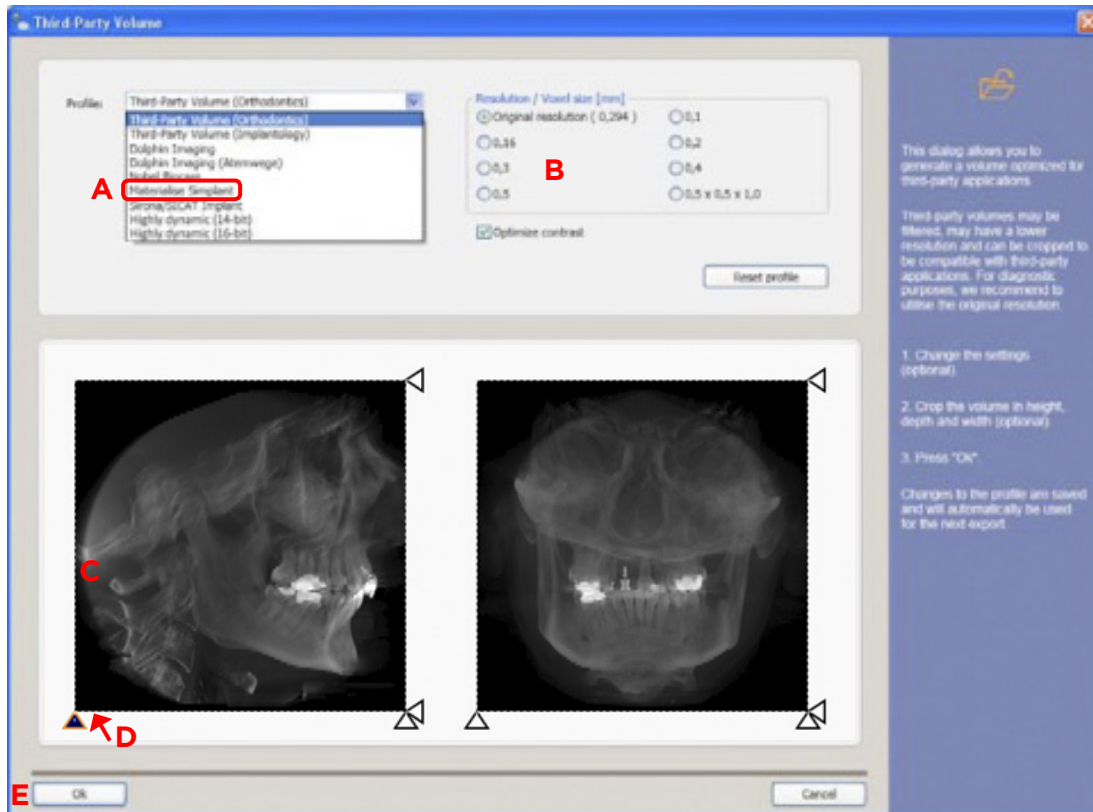 Third-Party Volume
Profile:
Third-Party Volume (Orthodontics)
Third-Party Volume (Orthodontics)
Third-Party Volume (Implantology)
Dolphin Imaging
Dolphin Imaging (Atemwege)
Nobel Biocare
A
Materialise Simplant
Sirona/SICAT Implant
Highly dynamic (14-bit)
Highly dynamic (16-bit)
Resolution / Voxel size [mm]
Original resolution ( 0,294 )
0,1
0,16
0,2
0,3
B
0,4
0,5
0,5 x 0,5 x 1,0
Optimize contrast
Reset profile
This dialog allows you to
generate a volume optimized for
third-party applications.
Third-party volumes may be
filtered, may have a lower
resolution and can be cropped to
be compatible with third-party
applications. For diagnostic
purposes, we recommend to
utilise the original resolution.
1. Change the settings
(optional).
2. Crop the volume in height,
depth and width (optional).
3. Press "Ok".
Changes to the profile are saved
and will automatically be used
for the next export.
C
D
E
Ok
Cancel